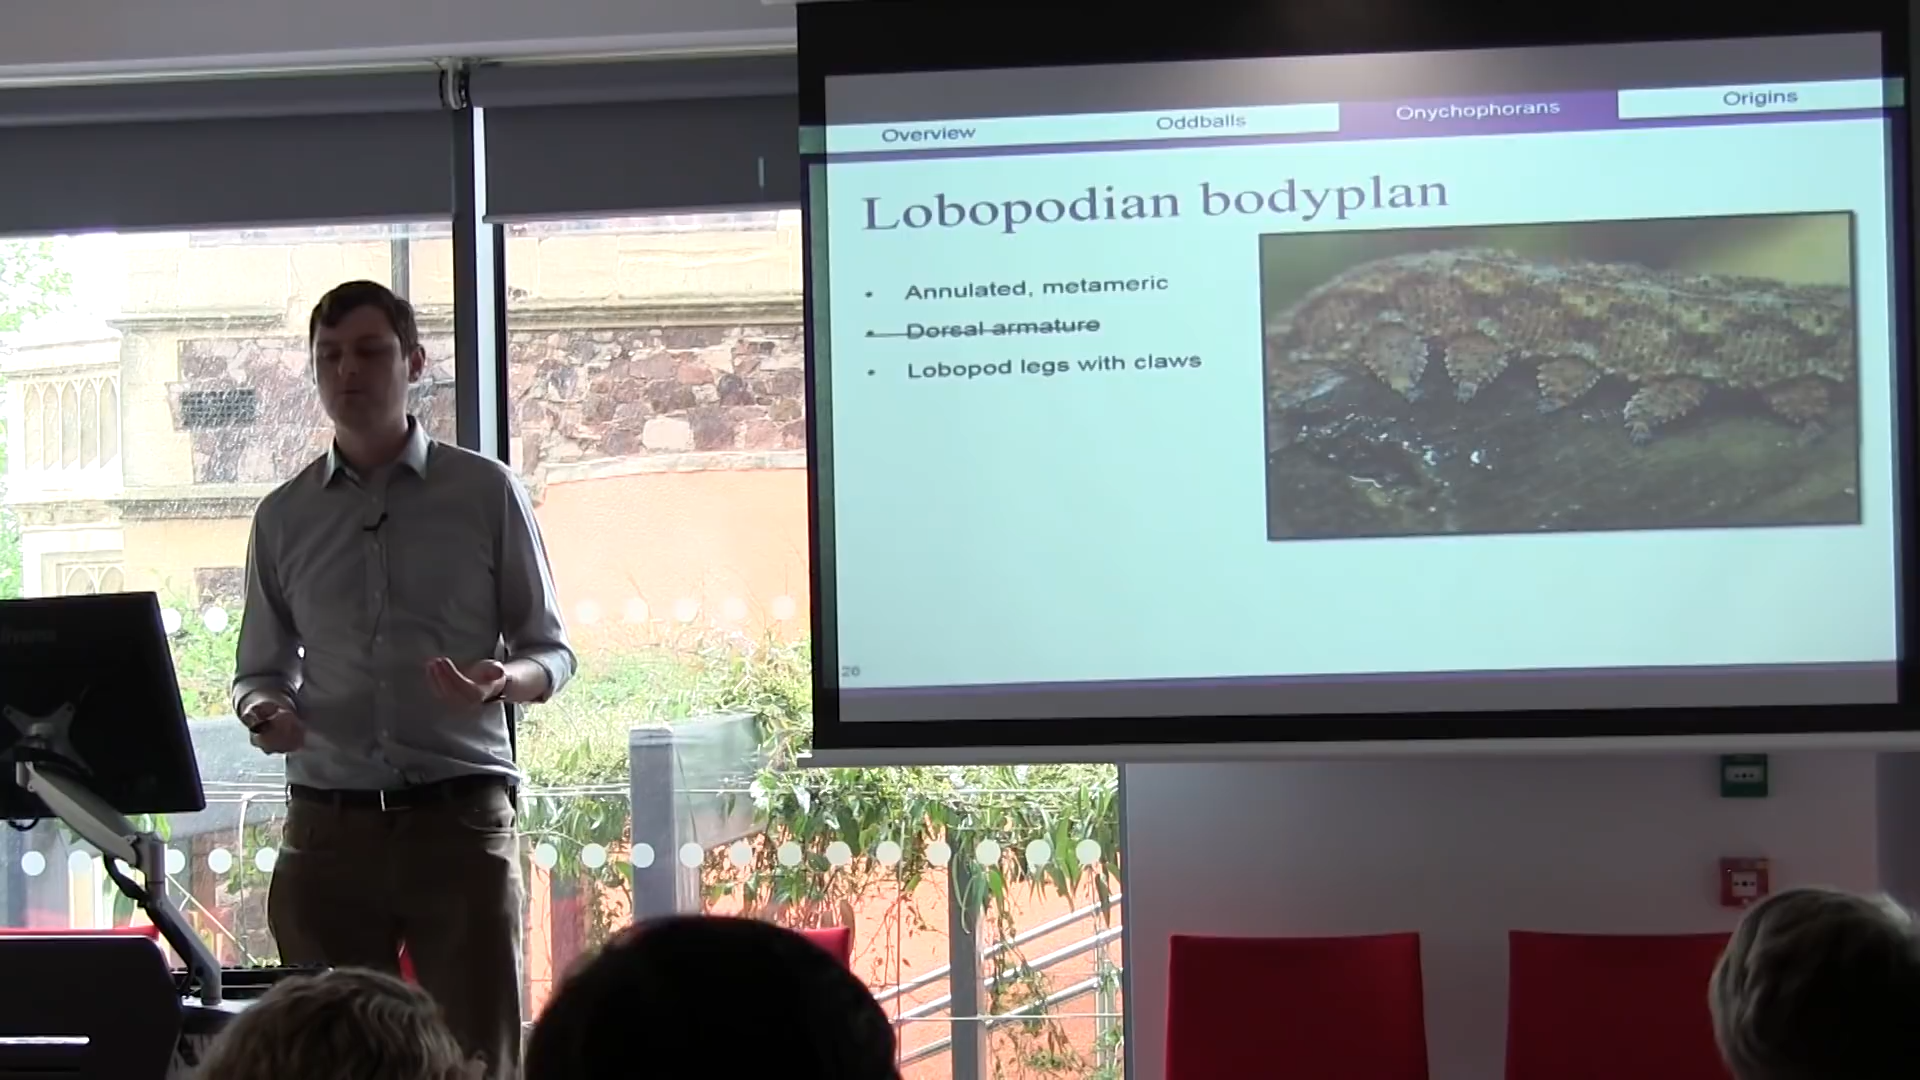 Overview
Oddballs
Onychophorans
Origins
Lobopodian bodyplan
• Annulated, metameric
• Dorsal armature
• Lobopod legs with claws
26